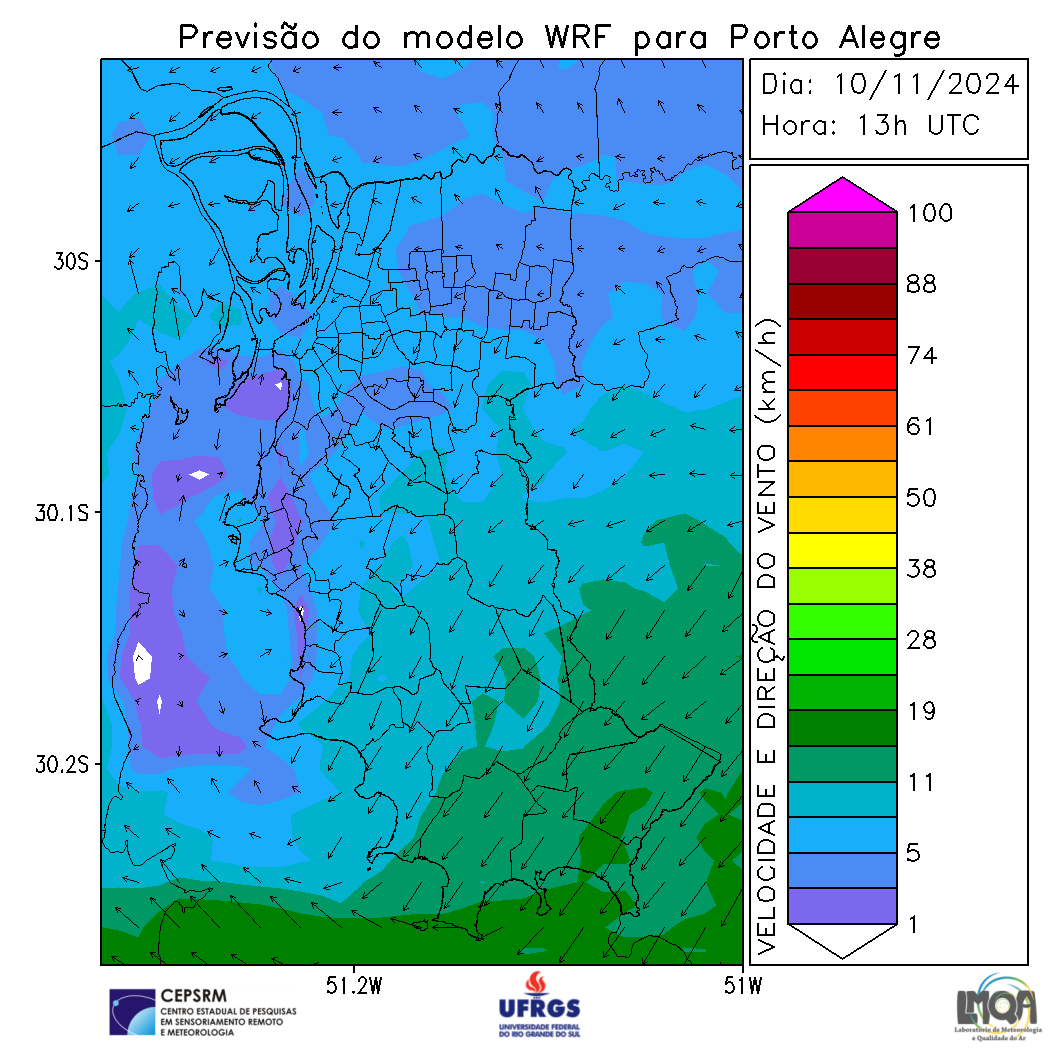 Previsão do modelo WRF para Porto Alegre
Dia: 10/11/2024
Hora: 13h UTC
30S
30.1S
30.2S
51.2W
51W
VELOCIDADE E DIREÇÃO DO VENTO (km/h)
100
88
74
61
50
38
28
19
11
5
1
CEPSRM
CENTRO ESTADUAL DE PESQUISAS
EM SENSORIAMENTO REMOTO
E METEOROLOGIA
UFRGS
UNIVERSIDADE FEDERAL
DO RIO GRANDE DO SUL
LMQA
Laboratório de Meteorologia
e Qualidade do Ar